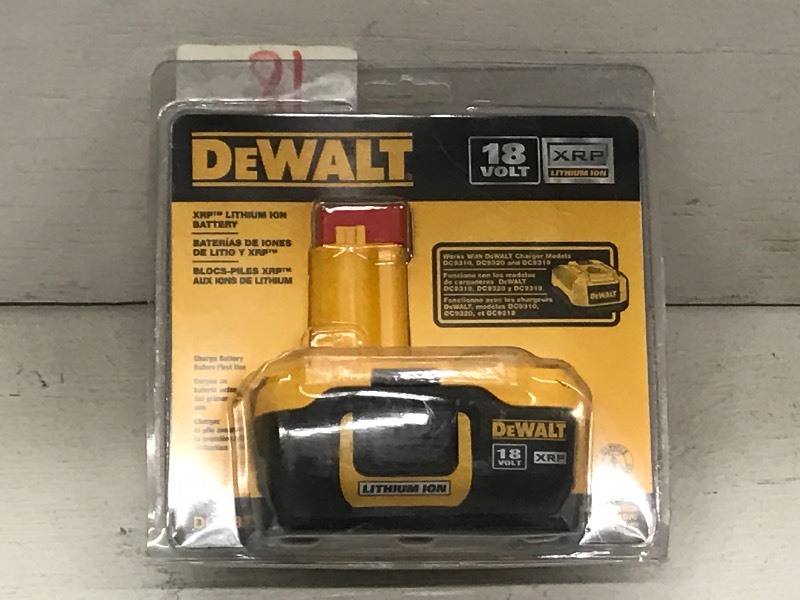 91
DEWALT
18
VOLT
XRP
LITHIUM ION
XRP™ LITHIUM ION
BATTERY
BATERÍAS DE IONES
DE LITIO Y XRP™
BLOCS-PILES XRP™
AUX IONS DE LITHIUM
Works With DeWALT Charger Models
DC9310, DC9320 and DC9319
Funciona con los modelos
de cargadores DeWALT
DC9310, DC9320 y DC9319
Fonctionne avec les chargeurs
DeWALT, modèles DC9310,
DC9320, et DC9319
DEWALT
Charge Battery
Before First Use
DEWALT
18
VOLT
XRP
LITHIUM ION